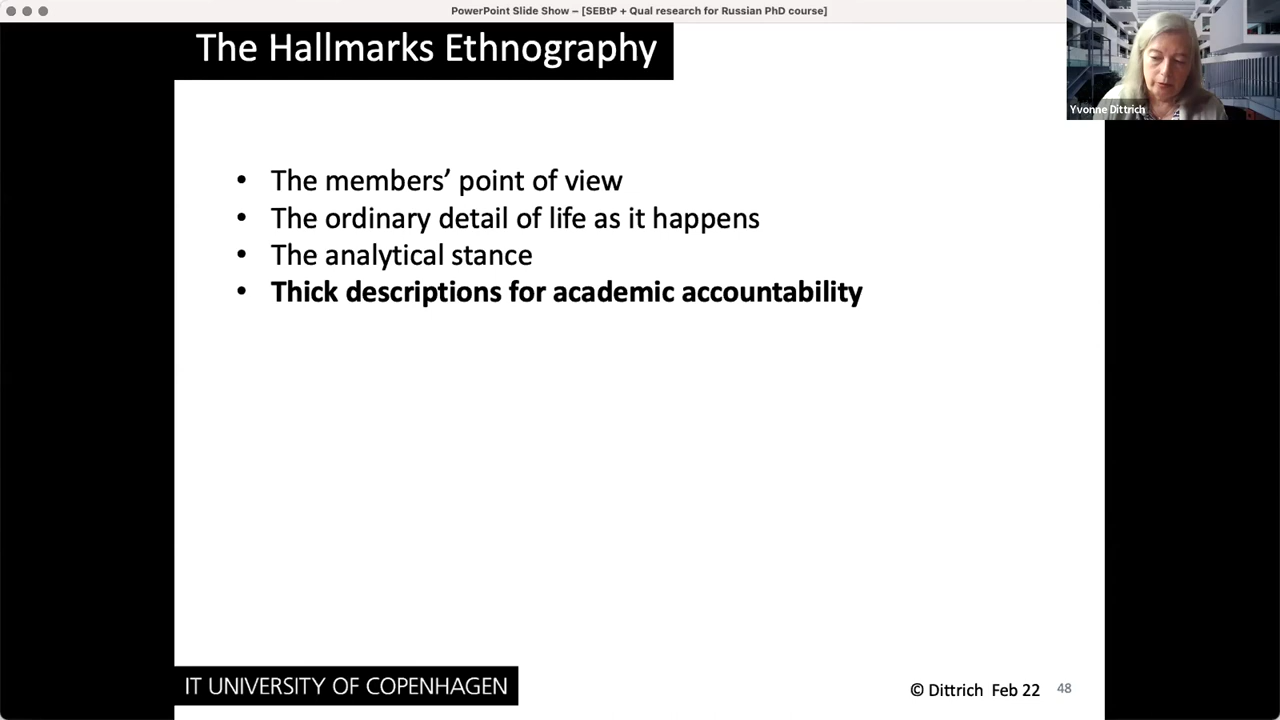 PowerPoint Slide Show – [SEBtP + Qual research for Russian PhD course]
The Hallmarks Ethnography
Yvonne Dittrich
• The members’ point of view
• The ordinary detail of life as it happens
• The analytical stance
• Thick descriptions for academic accountability
IT UNIVERSITY OF COPENHAGEN
© Dittrich Feb 22 48